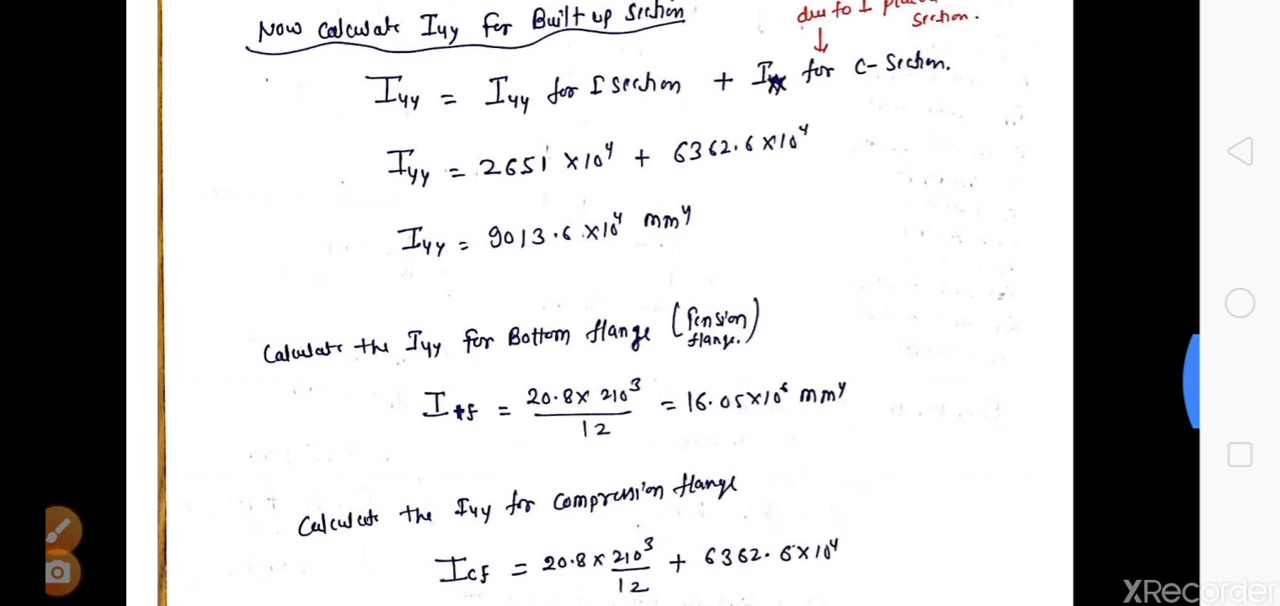 due to I
Section.
Now Calculate Iyy for Built up Section
Iyy = Iyy for I section + Ixx for C-Section.
Iyy = 2651 × 10⁴ + 6362.6 × 10⁴
Iyy = 9013.6 × 10⁴ mm⁴
Calculate the Iyy for Bottom flange (Tension flange.)
Itf = 20.8 × 210³ / 12 = 16.05 × 10⁶ mm⁴
Calculate the Iyy for compression flange
Icf = 20.8 × 210³ / 12 + 6362.6 × 10⁴
XRecorder